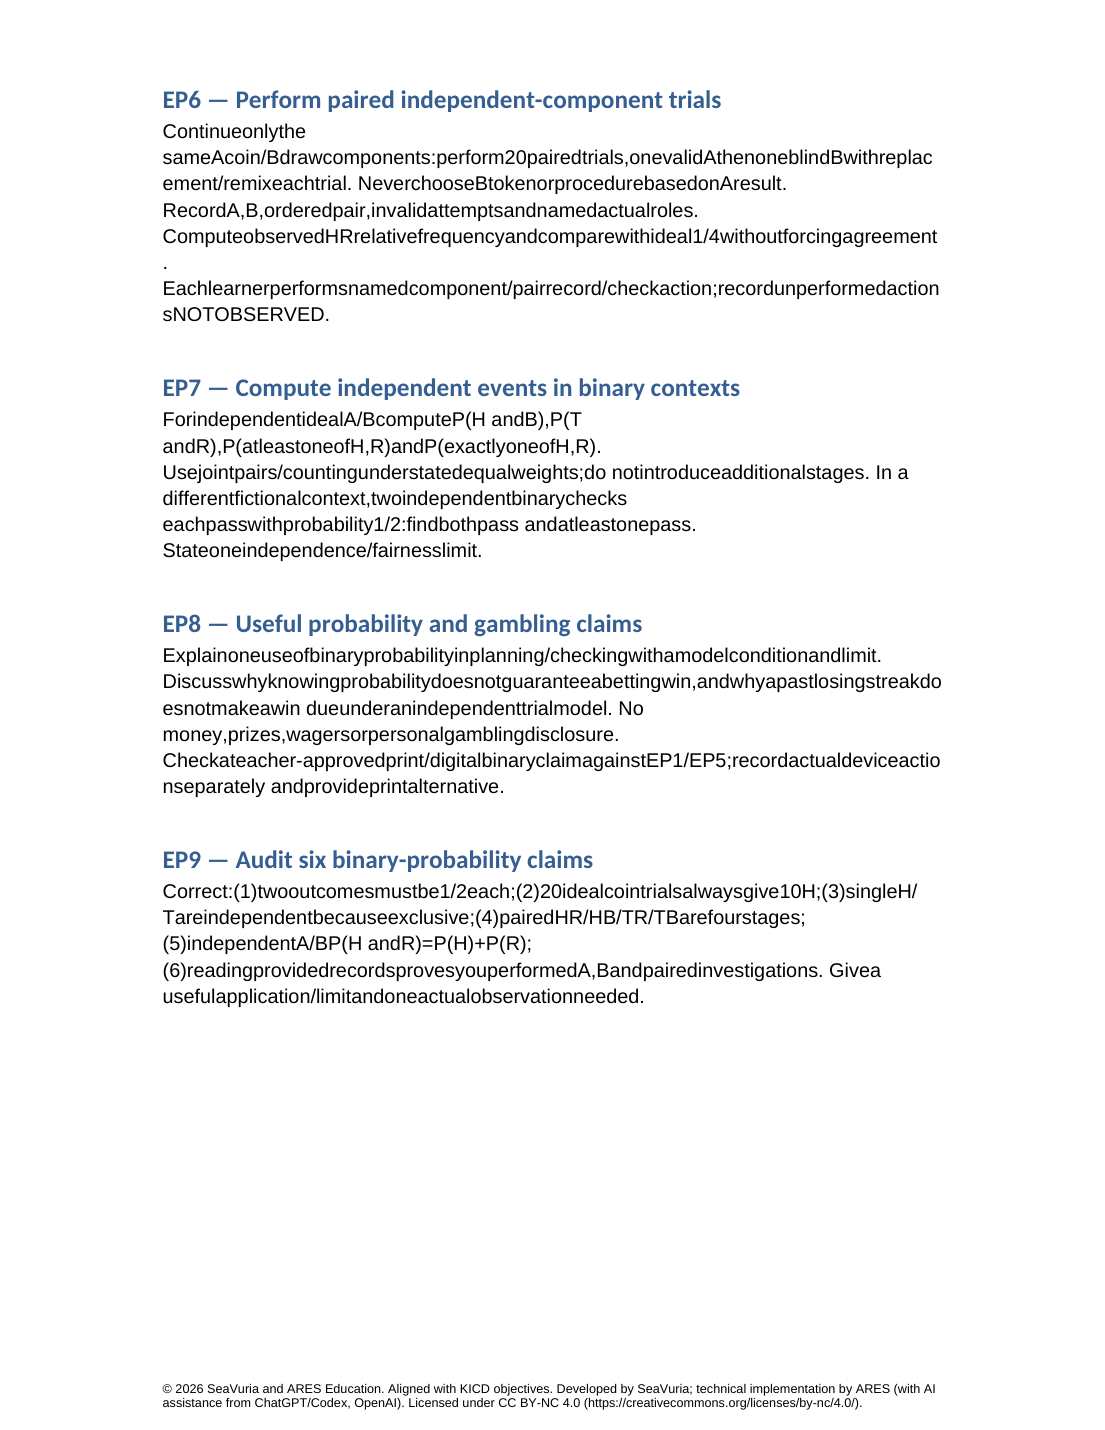 EP6 — Perform paired independent-component trials
Continueonlythe
sameAcoin/Bdrawcomponents:perform20pairedtrials,onevalidAthenoneblindBwithreplac
ement/remixeachtrial. NeverchooseBtokenorprocedurebasedonAresult.
RecordA,B,orderedpair,invalidattemptsandnamedactualroles.
ComputeobservedHRrelativefrequencyandcomparewithideal1/4withoutforcingagreement
.
Eachlearnerperformsnamedcomponent/pairrecord/checkaction;recordunperformedaction
sNOTOBSERVED.
EP7 — Compute independent events in binary contexts
ForindependentidealA/BcomputeP(H andB),P(T
andR),P(atleastoneofH,R)andP(exactlyoneofH,R).
Usejointpairs/countingunderstatedequalweights;do notintroduceadditionalstages. In a
differentfictionalcontext,twoindependentbinarychecks
eachpasswithprobability1/2:findbothpass andatleastonepass.
Stateoneindependence/fairnesslimit.
EP8 — Useful probability and gambling claims
Explainoneuseofbinaryprobabilityinplanning/checkingwithamodelconditionandlimit.
Discusswhyknowingprobabilitydoesnotguaranteeabettingwin,andwhyapastlosingstreakdo
esnotmakeawin dueunderanindependenttrialmodel. No
money,prizes,wagersorpersonalgamblingdisclosure.
Checkateacher-approvedprint/digitalbinaryclaimagainstEP1/EP5;recordactualdeviceactio
nseparately andprovideprintalternative.
EP9 — Audit six binary-probability claims
Correct:(1)twooutcomesmustbe1/2each;(2)20idealcointrialsalwaysgive10H;(3)singleH/
Tareindependentbecauseexclusive;(4)pairedHR/HB/TR/TBarefourstages;
(5)independentA/BP(H andR)=P(H)+P(R);
(6)readingprovidedrecordsprovesyouperformedA,Bandpairedinvestigations. Givea
usefulapplication/limitandoneactualobservationneeded.
© 2026 SeaVuria and ARES Education. Aligned with KICD objectives. Developed by SeaVuria; technical implementation by ARES (with AI
assistance from ChatGPT/Codex, OpenAI). Licensed under CC BY-NC 4.0 (https://creativecommons.org/licenses/by-nc/4.0/).